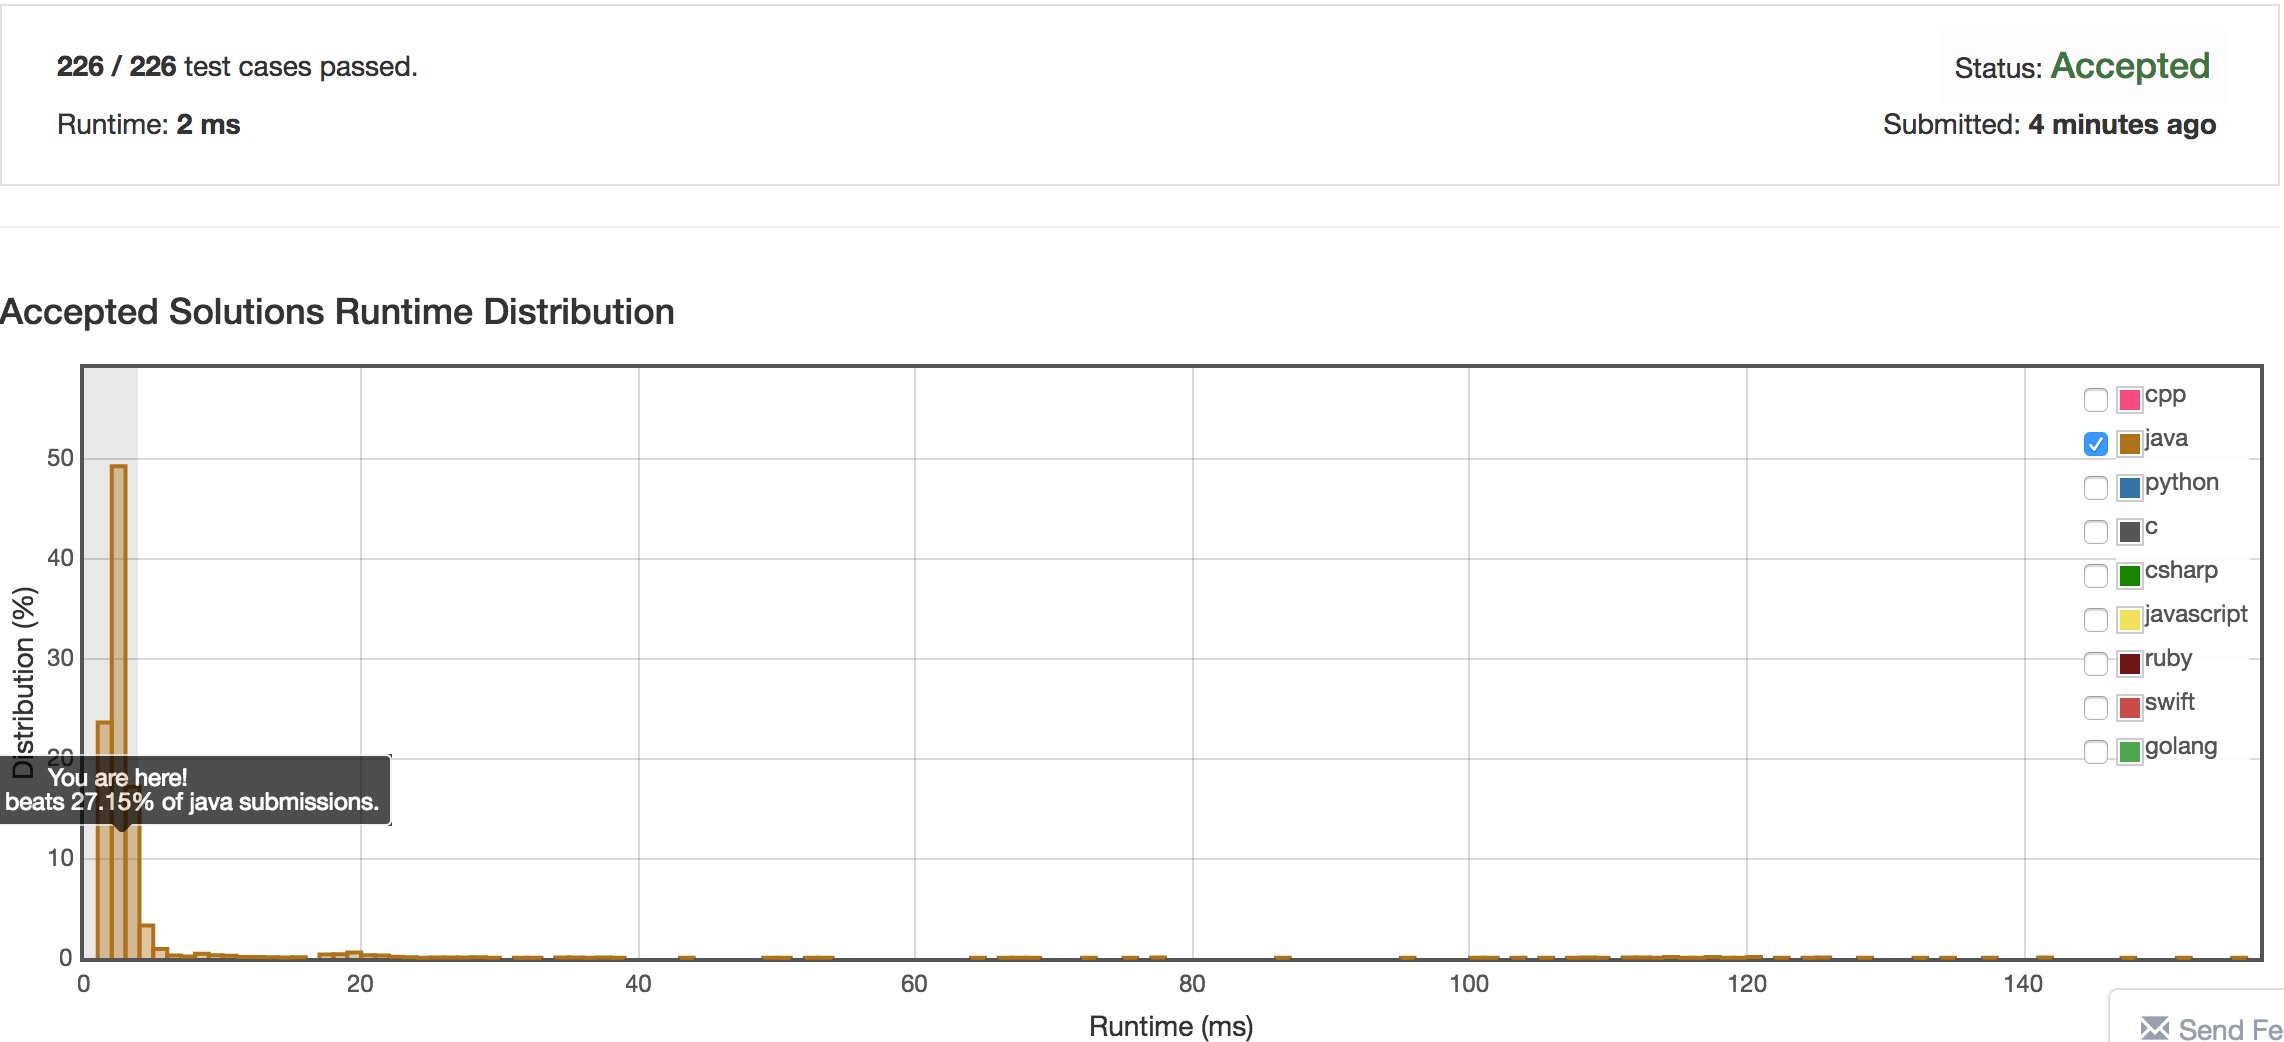 226 / 226 test cases passed.
Status: Accepted
Runtime: 2 ms
Submitted: 4 minutes ago
Accepted Solutions Runtime Distribution
cpp
java
python
c
csharp
javascript
ruby
swift
golang
Distribution (%)
50
40
30
20
10
0
You are here!
beats 27.15% of java submissions.
0 20 40 60 80 100 120 140
Runtime (ms)
Send Fe